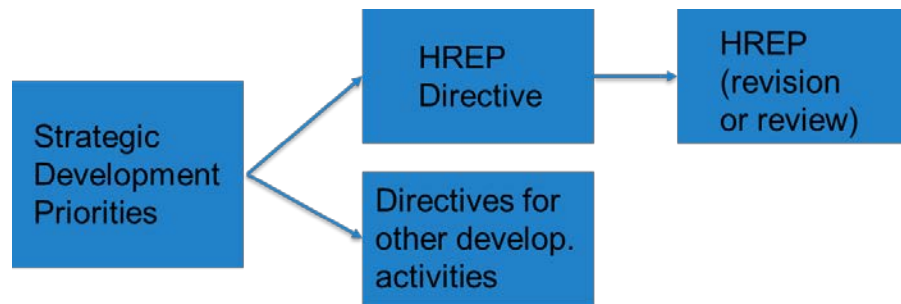 Strategic
Development
Priorities
HREP
Directive
HREP
(revision
or review)
Directives for
other develop.
activities